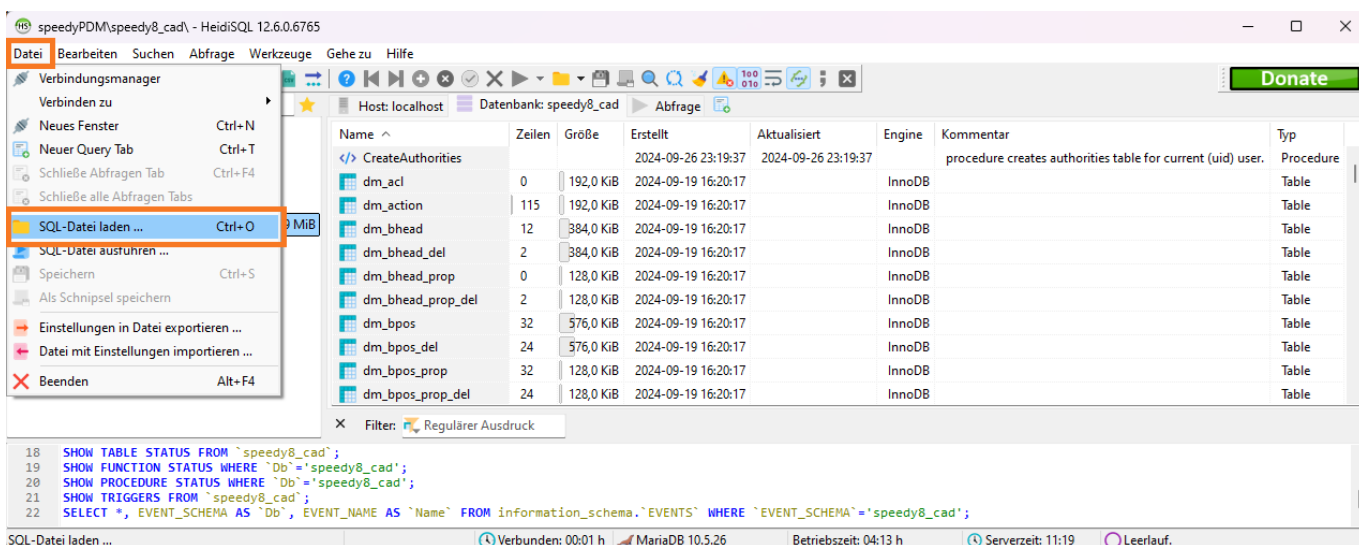 speedyPDM\speedy8_cad\ - HeidiSQL 12.6.0.6765
Datei Bearbeiten Suchen Abfrage Werkzeuge Gehe zu Hilfe
Verbindungsmanager
Verbinden zu
Neues Fenster Ctrl+N
Neuer Query Tab Ctrl+T
Schließe Abfragen Tab Ctrl+F4
Schließe alle Abfragen Tabs
SQL-Datei laden ... Ctrl+O
SQL-Datei ausführen ...
Speichern Ctrl+S
Als Schnipsel speichern
Einstellungen in Datei exportieren ...
Datei mit Einstellungen importieren ...
Beenden Alt+F4
MiB
Donate
Host: localhost Datenbank: speedy8_cad Abfrage
Name Zeilen Größe Erstellt Aktualisiert Engine Kommentar Typ
CreateAuthorities 2024-09-26 23:19:37 2024-09-26 23:19:37 procedure creates authorities table for current (uid) user. Procedure
dm_acl 0 192,0 KiB 2024-09-19 16:20:17 InnoDB Table
dm_action 115 192,0 KiB 2024-09-19 16:20:17 InnoDB Table
dm_bhead 12 384,0 KiB 2024-09-19 16:20:17 InnoDB Table
dm_bhead_del 2 384,0 KiB 2024-09-19 16:20:17 InnoDB Table
dm_bhead_prop 0 128,0 KiB 2024-09-19 16:20:17 InnoDB Table
dm_bhead_prop_del 2 128,0 KiB 2024-09-19 16:20:17 InnoDB Table
dm_bpos 32 576,0 KiB 2024-09-19 16:20:17 InnoDB Table
dm_bpos_del 24 576,0 KiB 2024-09-19 16:20:17 InnoDB Table
dm_bpos_prop 32 128,0 KiB 2024-09-19 16:20:17 InnoDB Table
dm_bpos_prop_del 24 128,0 KiB 2024-09-19 16:20:17 InnoDB Table
Filter: Regulärer Ausdruck
18 SHOW TABLE STATUS FROM `speedy8_cad`;
19 SHOW FUNCTION STATUS WHERE `Db`='speedy8_cad';
20 SHOW PROCEDURE STATUS WHERE `Db`='speedy8_cad';
21 SHOW TRIGGERS FROM `speedy8_cad`;
22 SELECT *, EVENT_SCHEMA AS `Db`, EVENT_NAME AS `Name` FROM information_schema.`EVENTS` WHERE `EVENT_SCHEMA`='speedy8_cad';
SQL-Datei laden ... Verbunden: 00:01 h MariaDB 10.5.26 Betriebszeit: 04:13 h Serverzeit: 11:19 Leerlauf.